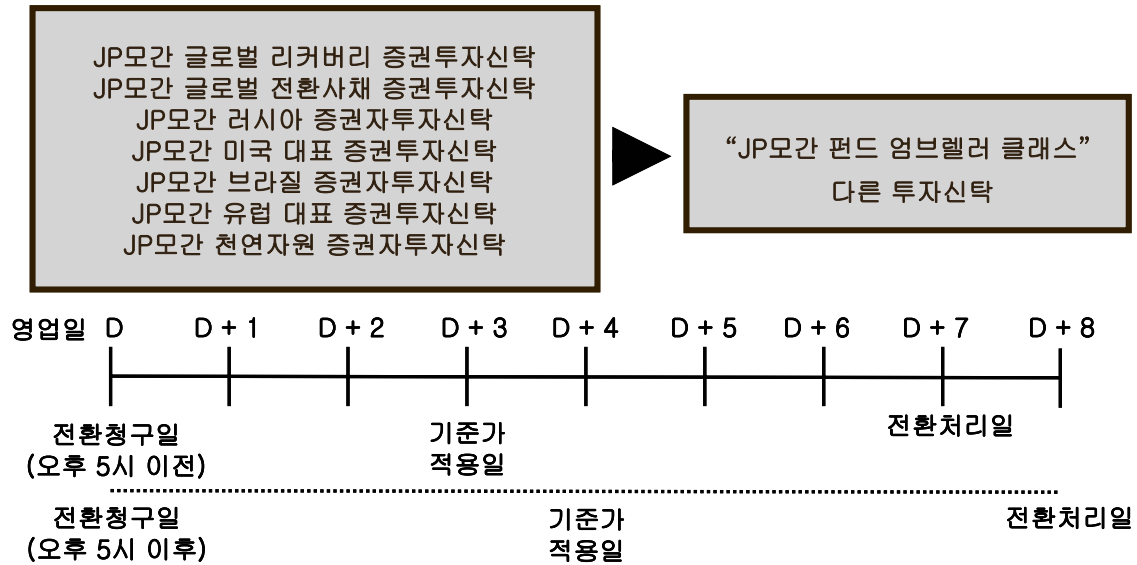 JP모간 글로벌 리커버리 증권투자신탁
JP모간 글로벌 전환사채 증권투자신탁
JP모간 러시아 증권자투자신탁
JP모간 미국 대표 증권투자신탁
JP모간 브라질 증권자투자신탁
JP모간 유럽 대표 증권투자신탁
JP모간 천연자원 증권자투자신탁
“JP모간 펀드 엄브렐러 클래스”
다른 투자신탁
영업일 D D + 1 D + 2 D + 3 D + 4 D + 5 D + 6 D + 7 D + 8
전환청구일
(오후 5시 이전)
기준가
적용일
전환처리일
전환청구일
(오후 5시 이후)
기준가
적용일
전환처리일